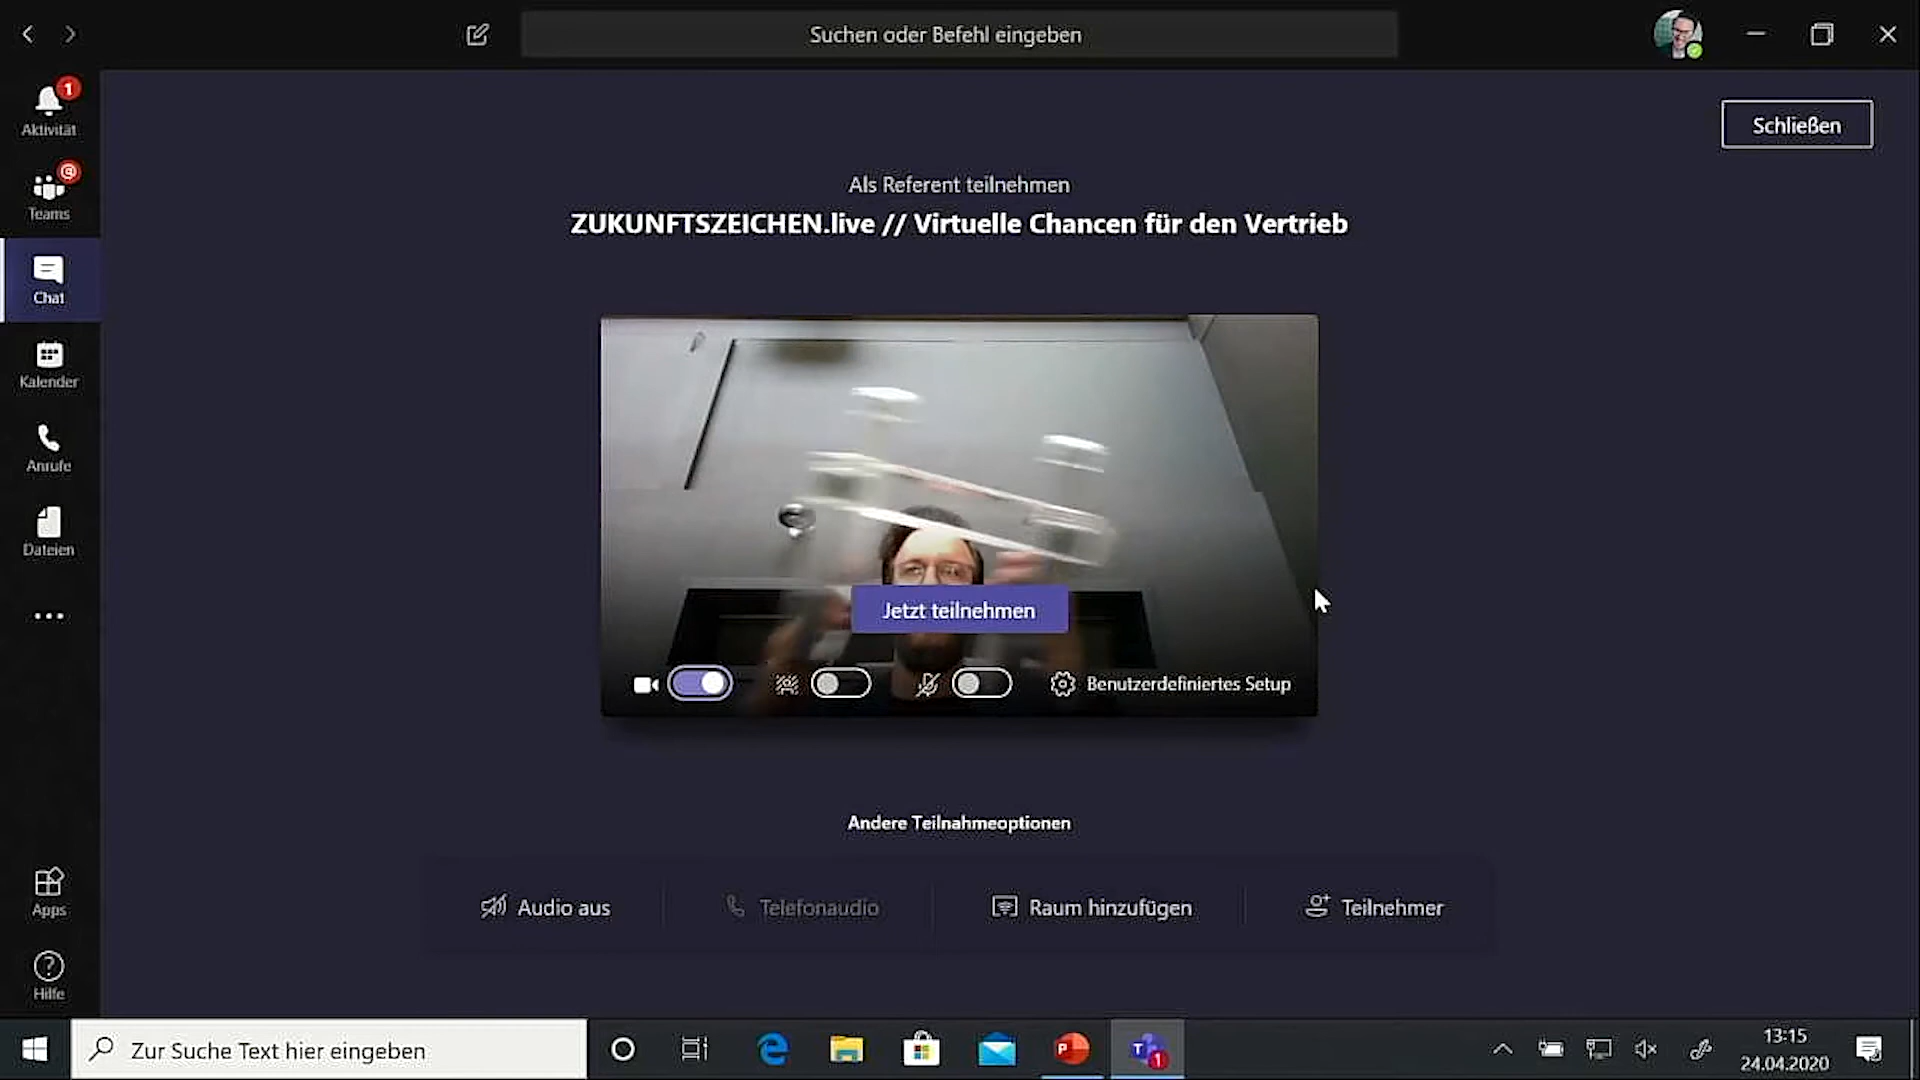 Suchen oder Befehl eingeben
1
Aktivität
@
Teams
Chat
Kalender
Anrufe
Dateien
Apps
Hilfe
Schließen
Als Referent teilnehmen
ZUKUNFTSZEICHEN.live // Virtuelle Chancen für den Vertrieb
Jetzt teilnehmen
Benutzerdefiniertes Setup
Andere Teilnahmeoptionen
Audio aus
Telefonaudio
Raum hinzufügen
Teilnehmer
Zur Suche Text hier eingeben
P
T
1
13:15
24.04.2020